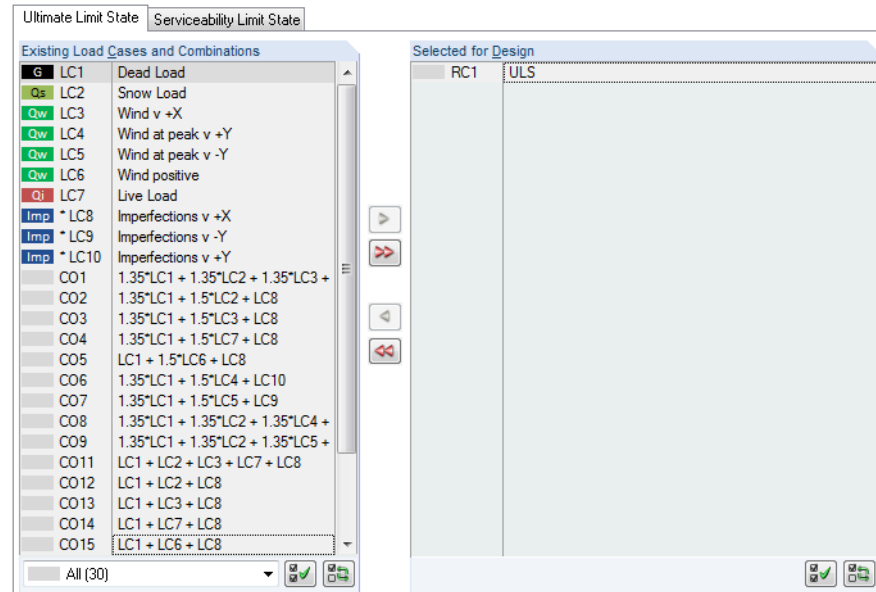 Ultimate Limit State Serviceability Limit State
Existing Load Cases and Combinations Selected for Design
G LC1 Dead Load RC1 ULS
Qs LC2 Snow Load
Qw LC3 Wind v +X
Qw LC4 Wind at peak v +Y
Qw LC5 Wind at peak v -Y
Qw LC6 Wind positive
Qi LC7 Live Load
Imp * LC8 Imperfections v +X
Imp * LC9 Imperfections v -Y
Imp * LC10 Imperfections v +Y
CO1 1.35*LC1 + 1.35*LC2 + 1.35*LC3 +
CO2 1.35*LC1 + 1.5*LC2 + LC8
CO3 1.35*LC1 + 1.5*LC3 + LC8
CO4 1.35*LC1 + 1.5*LC7 + LC8
CO5 LC1 + 1.5*LC6 + LC8
CO6 1.35*LC1 + 1.5*LC4 + LC10
CO7 1.35*LC1 + 1.5*LC5 + LC9
CO8 1.35*LC1 + 1.35*LC2 + 1.35*LC4 +
CO9 1.35*LC1 + 1.35*LC2 + 1.35*LC5 +
CO11 LC1 + LC2 + LC3 + LC7 + LC8
CO12 LC1 + LC2 + LC8
CO13 LC1 + LC3 + LC8
CO14 LC1 + LC7 + LC8
CO15 LC1 + LC6 + LC8
All (30)